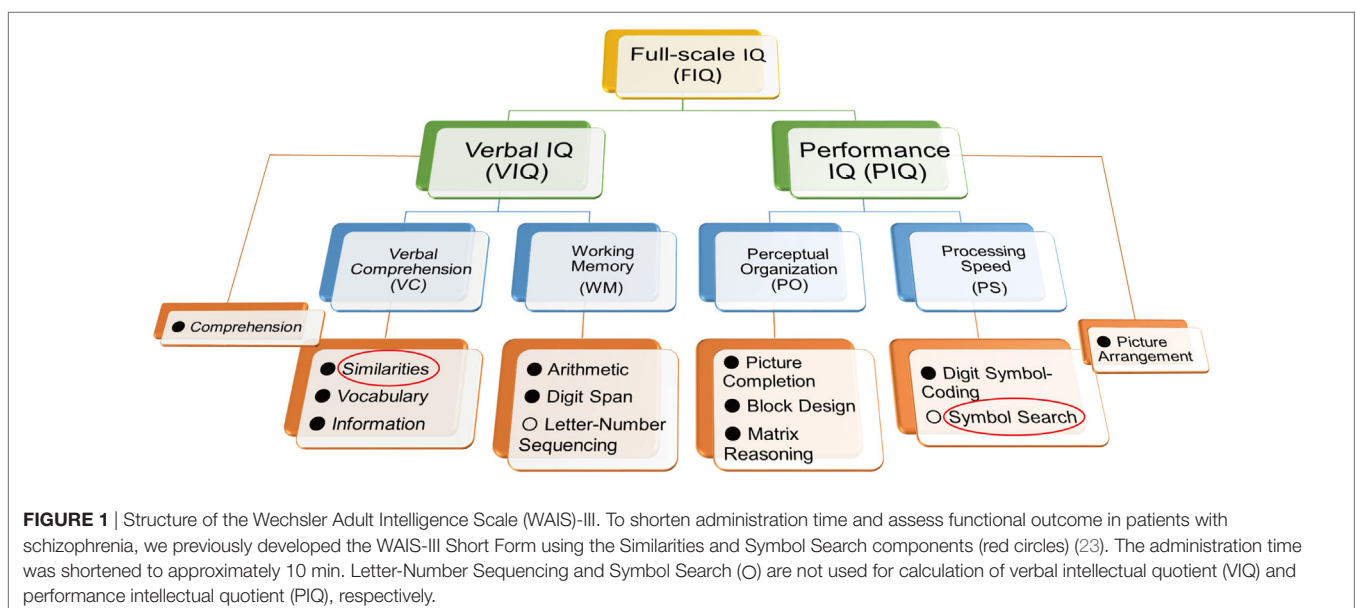 Full-scale IQ
(FIQ)
Verbal IQ
(VIQ)
Performance
IQ (PIQ)
Verbal
Comprehension
(VC)
Working
Memory
(WM)
Perceptual
Organization
(PO)
Processing
Speed
(PS)
● Comprehension
● Similarities
● Vocabulary
● Information
● Arithmetic
● Digit Span
○ Letter-Number
Sequencing
● Picture
Completion
● Block Design
● Matrix
Reasoning
● Digit Symbol-
Coding
○ Symbol Search
● Picture
Arrangement
FIGURE 1 | Structure of the Wechsler Adult Intelligence Scale (WAIS)-III. To shorten administration time and assess functional outcome in patients with
schizophrenia, we previously developed the WAIS-III Short Form using the Similarities and Symbol Search components (red circles) (23). The administration time
was shortened to approximately 10 min. Letter-Number Sequencing and Symbol Search (○) are not used for calculation of verbal intellectual quotient (VIQ) and
performance intellectual quotient (PIQ), respectively.